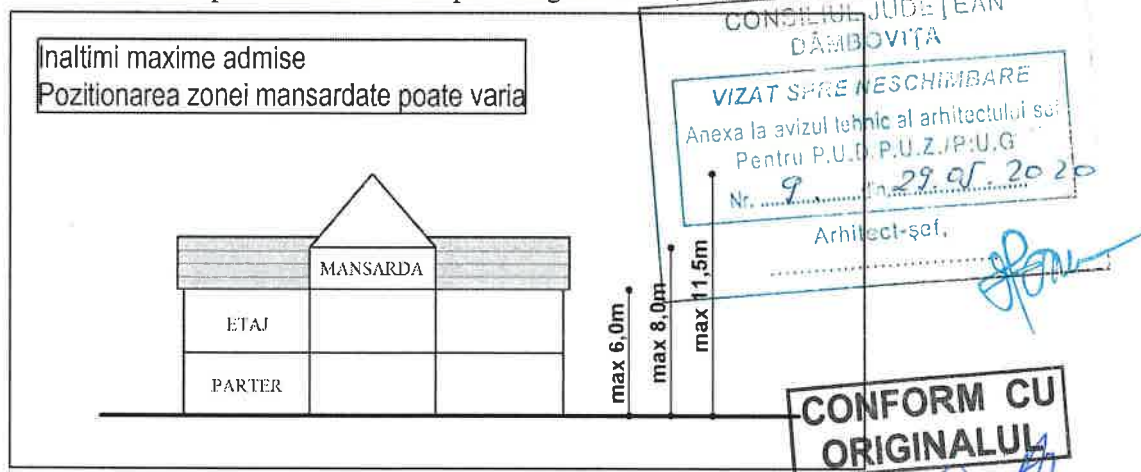 Inaltimi maxime admise
Pozitionarea zonei mansardate poate varia
CONSILIUL JUDEȚEAN
DÂMBOVIȚA
VIZAT SPRE NESCHIMBARE
Anexa la avizul tehnic al arhitectului șef
Pentru P.U.D. P.U.Z./P.U.G
Nr. 9 din 29.05.2020
Arhitect-șef,
MANSARDA
ETAJ
PARTER
max 6,0m
max 8,0m
max 11,5m
CONFORM CU
ORIGINALUL